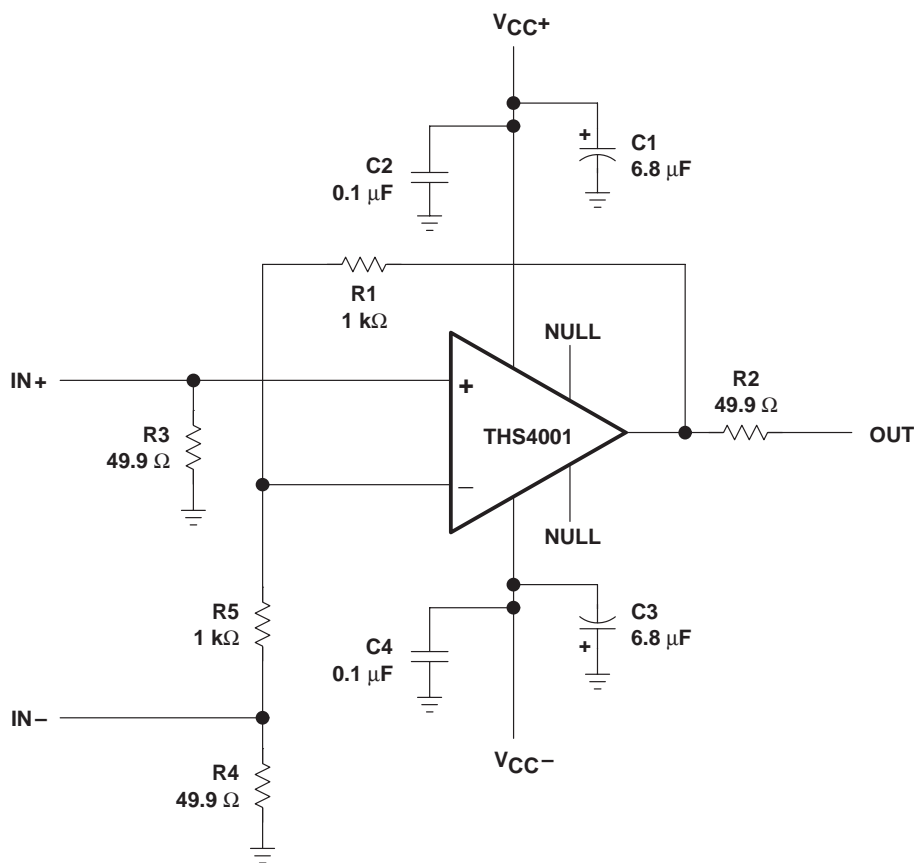 VCC+
C2
0.1 µF
+
C1
6.8 µF
R1
1 kΩ
NULL
IN+
+
R2
49.9 Ω
R3
49.9 Ω
THS4001
OUT
−
NULL
R5
1 kΩ
C4
0.1 µF
C3
6.8 µF
+
IN−
VCC−
R4
49.9 Ω